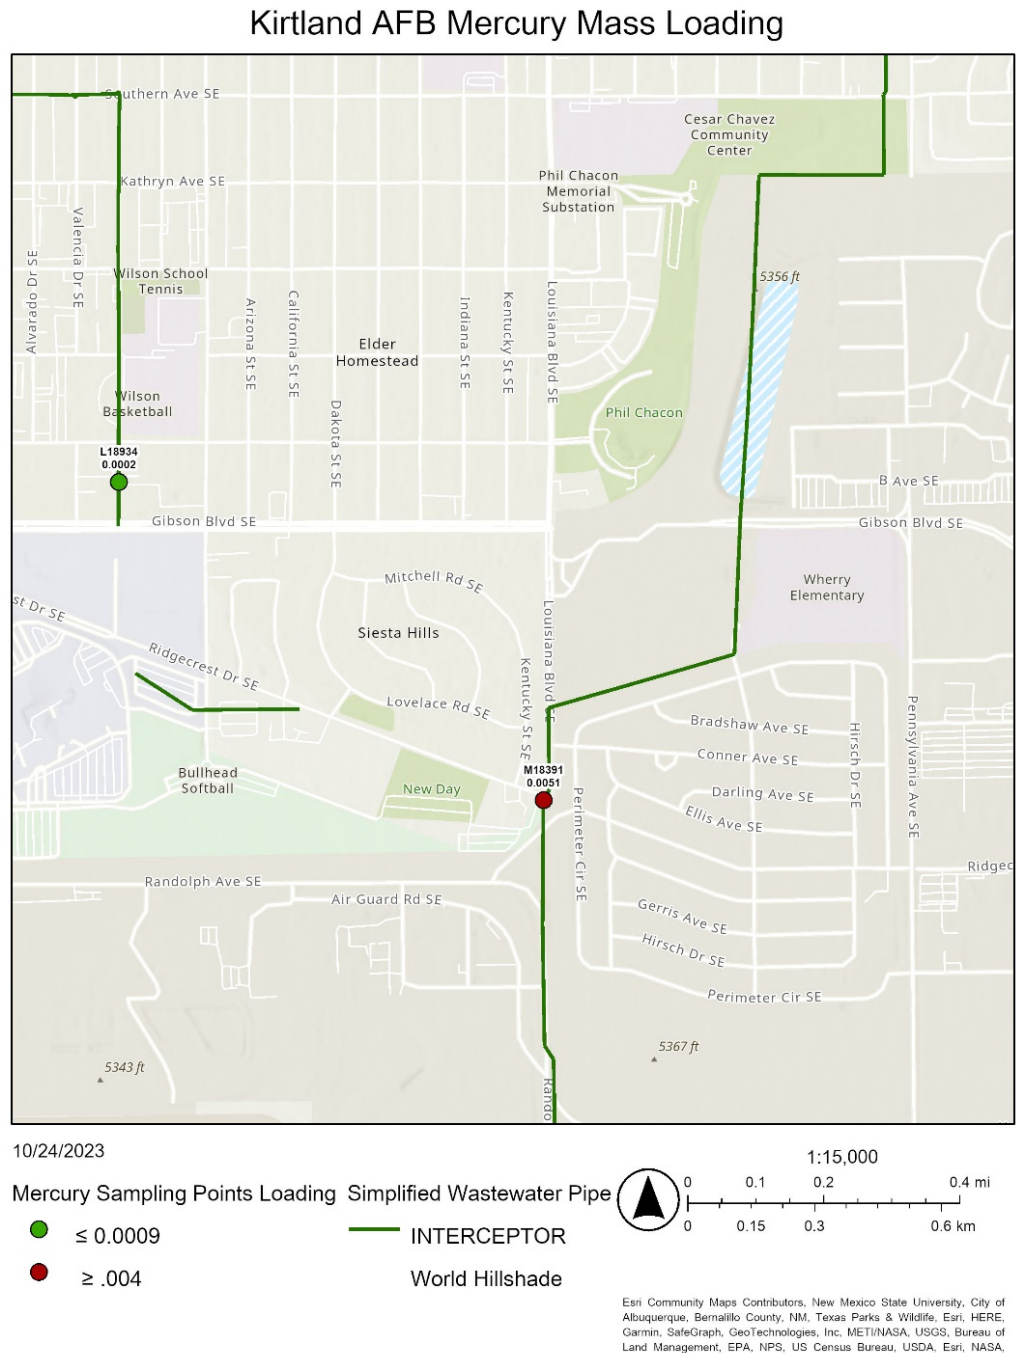 Kirtland AFB Mercury Mass Loading
Southern Ave SE
Cesar Chavez
Community
Center
Kathryn Ave SE
Phil Chacon
Memorial
Substation
Valencia Dr SE
Alvarado Dr SE
Wilson School
Tennis
5356 ft
Arizona St SE
California St SE
Indiana St SE
Kentucky St SE
Louisiana Blvd SE
Elder
Homestead
Dakota St SE
Wilson
Basketball
Phil Chacon
L18934
0.0002
B Ave SE
Gibson Blvd SE
Gibson Blvd SE
Mitchell Rd SE
Wherry
Elementary
st Dr SE
Siesta Hills
Louisiana Blvd SE
Ridgecrest Dr SE
Kentucky St SE
Lovelace Rd SE
Bradshaw Ave SE
Pennsylvania Ave SE
Hirsch Dr SE
Conner Ave SE
Bullhead
Softball
New Day
M18391
0.0051
Perimeter Cir SE
Darling Ave SE
Ellis Ave SE
Ridgec
Randolph Ave SE
Air Guard Rd SE
Gerris Ave SE
Hirsch Dr SE
Perimeter Cir SE
5343 ft
5367 ft
Rando
10/24/2023
1:15,000
Mercury Sampling Points Loading
Simplified Wastewater Pipe
0 0.1 0.2 0.4 mi
0 0.15 0.3 0.6 km
≤ 0.0009
INTERCEPTOR
≥ .004
World Hillshade
Esri Community Maps Contributors, New Mexico State University, City of
Albuquerque, Bernalillo County, NM, Texas Parks & Wildlife, Esri, HERE,
Garmin, SafeGraph, GeoTechnologies, Inc, METI/NASA, USGS, Bureau of
Land Management, EPA, NPS, US Census Bureau, USDA, Esri, NASA,